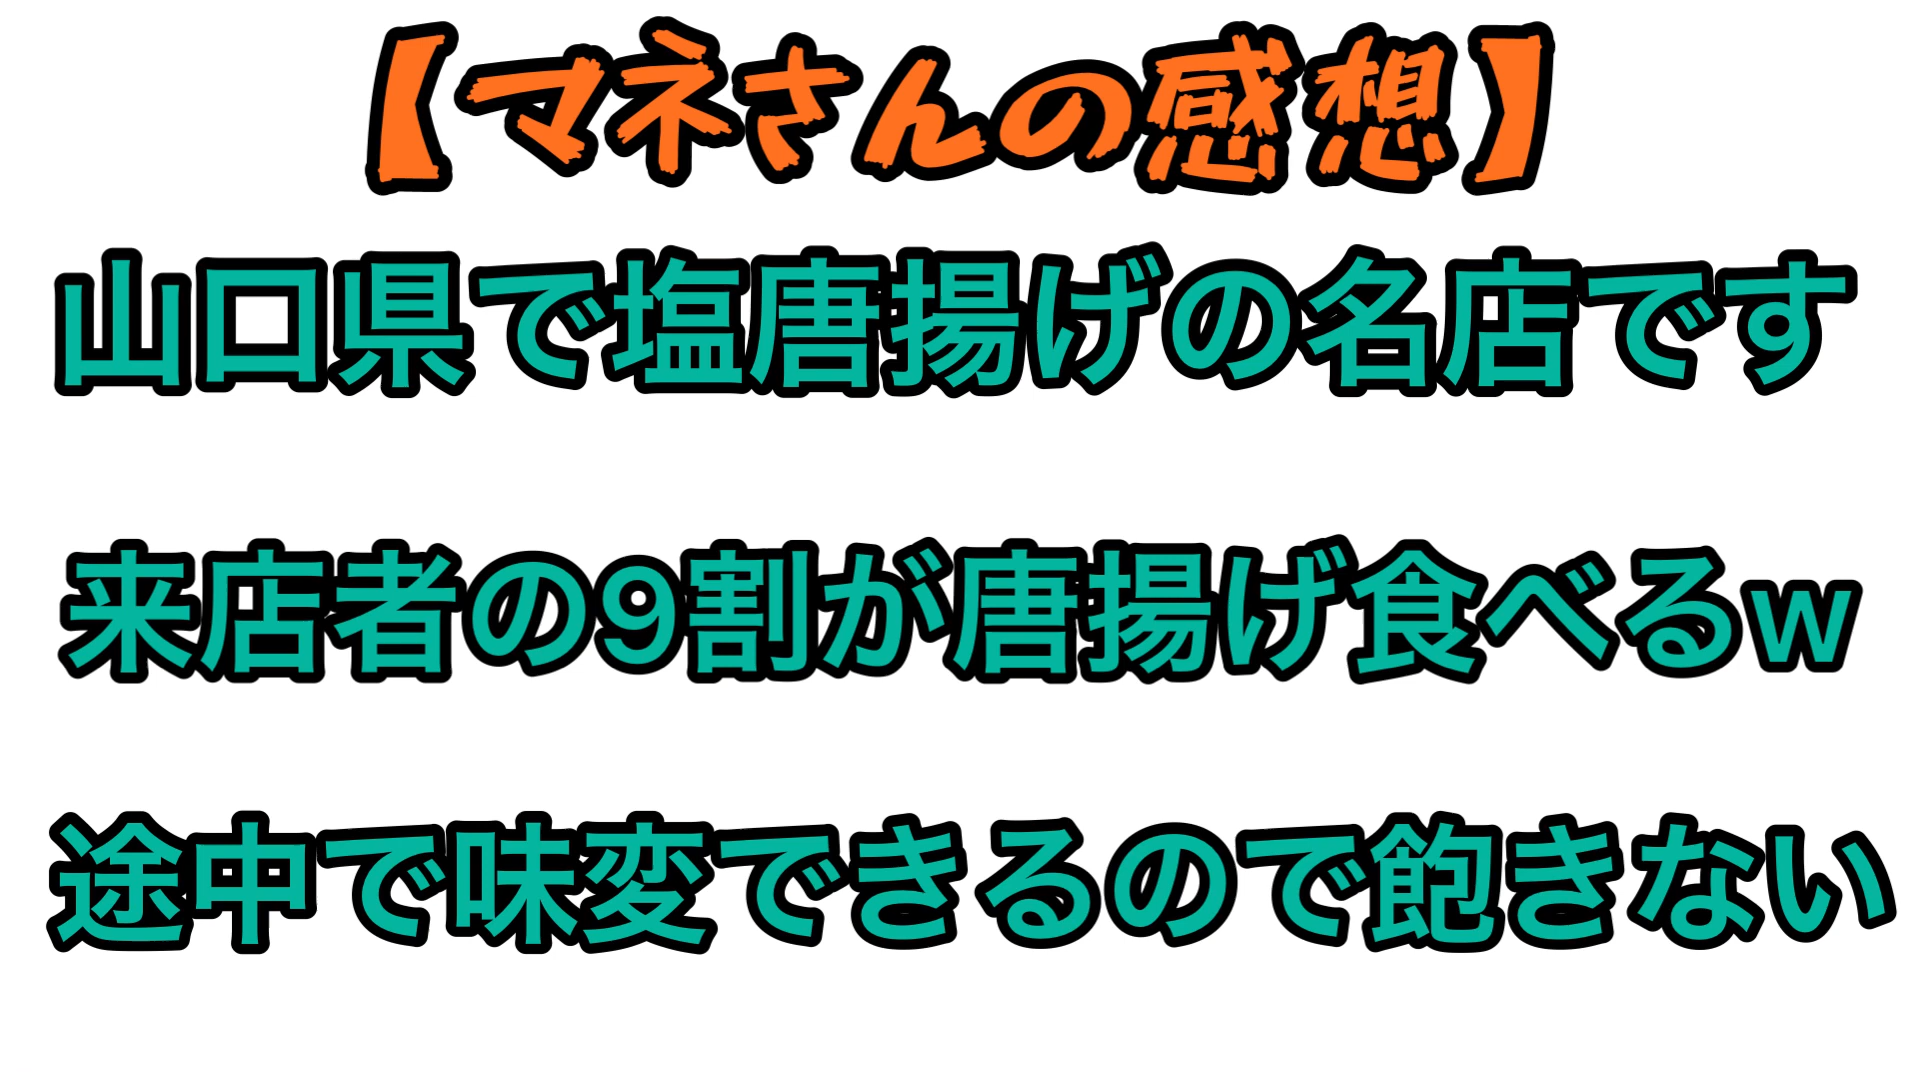 【マネさんの感想】
山口県で塩唐揚げの名店です
来店者の9割が唐揚げ食べるw
途中で味変できるので飽きない